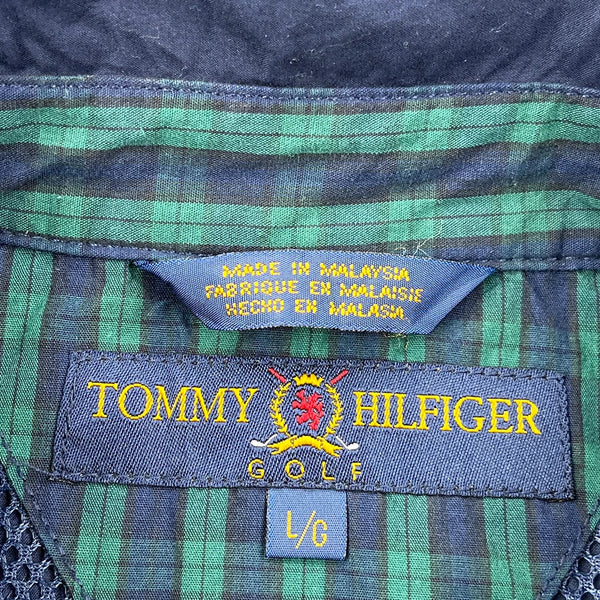 MADE IN MALAYSIA
FABRIQUE EN MALAISIE
HECHO EN MALASIA
TOMMY HILFIGER
GOLF
L/G